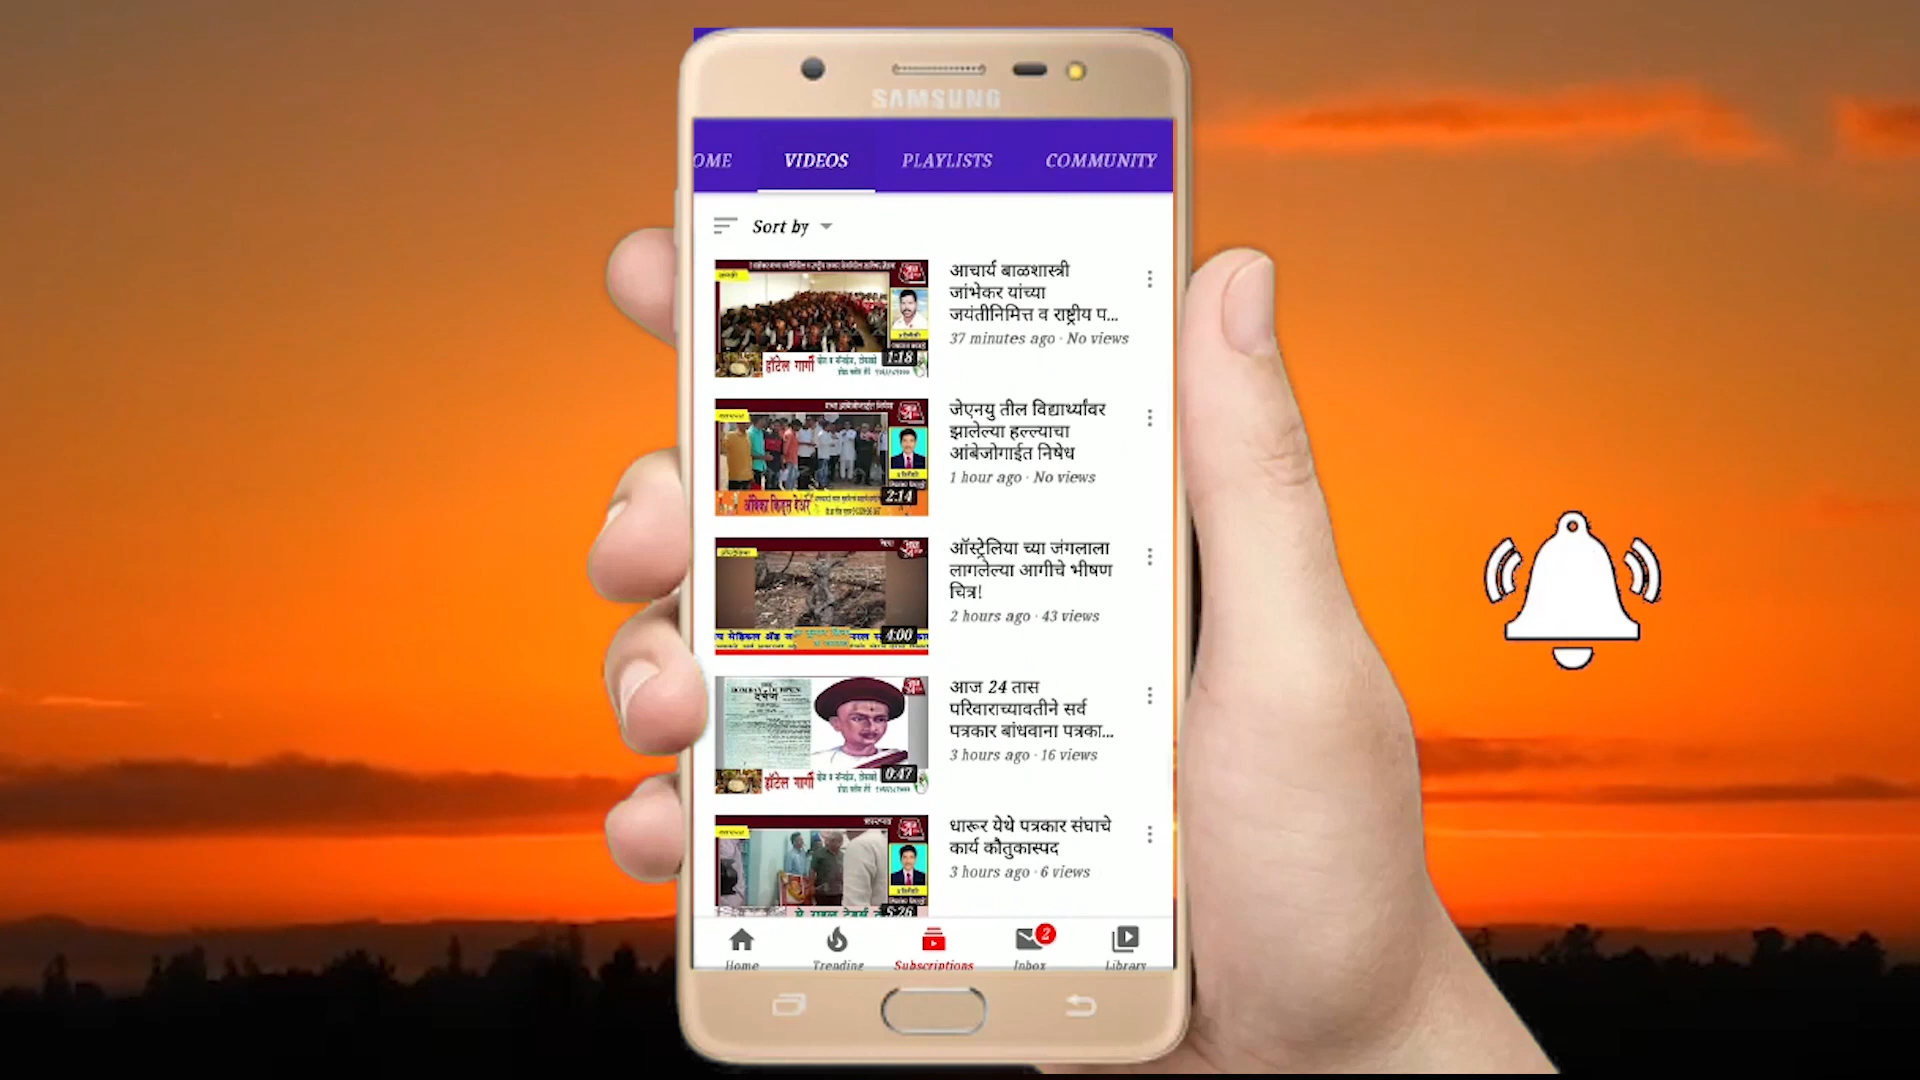 SAMSUNG
OME VIDEOS PLAYLISTS COMMUNITY
Sort by
आचार्य बाळशास्त्री
जांभेकर यांच्या
जयंतीनिमित्त व राष्ट्रीय प...
37 minutes ago · No views
1:18
हॉटेल गार्गी
जेएनयु तील विद्यार्थ्यांवर
झालेल्या हल्ल्याचा
आंबेजोगाईत निषेध
1 hour ago · No views
2:14
अंबिका किड्स वेअर
ऑस्ट्रेलिया च्या जंगलाला
लागलेल्या आगीचे भीषण
चित्र!
2 hours ago · 43 views
4:00
आज 24 तास
परिवाराच्यावतीने सर्व
पत्रकार बांधवाना पत्रका...
3 hours ago · 16 views
0:47
हॉटेल गार्गी
धारूर येथे पत्रकार संघाचे
कार्य कौतुकास्पद
3 hours ago · 6 views
5:26
2
Home Trending Subscriptions Inbox Library